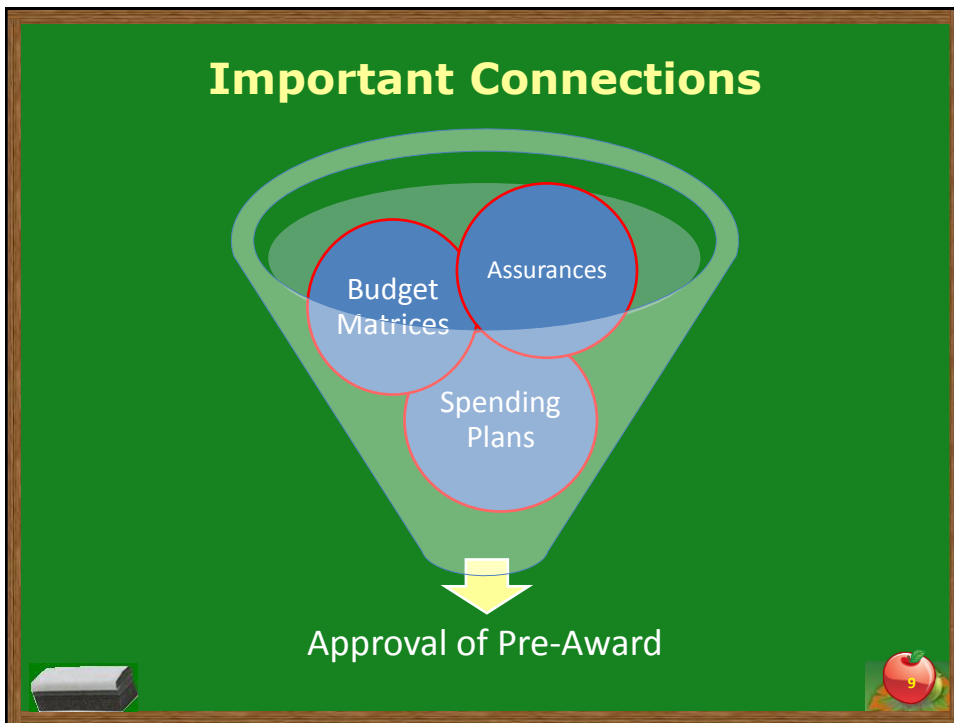 Important Connections
Assurances
Budget
Matrices
Spending
Plans
Approval of Pre-Award
9